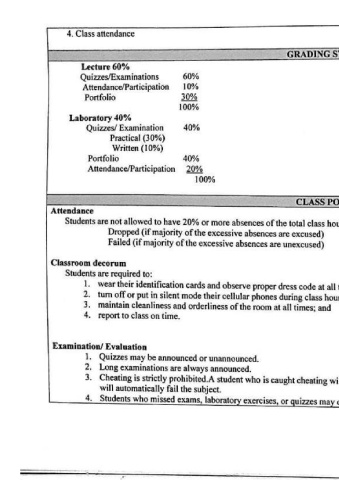 4. Class attendance
GRADING S
Lecture 60%
Quizzes/Examinations 60%
Attendance/Participation 10%
Portfolio 30%
100%
Laboratory 40%
Quizzes/ Examination 40%
Practical (30%)
Written (10%)
Portfolio 40%
Attendance/Participation 20%
100%
CLASS PO
Attendance
Students are not allowed to have 20% or more absences of the total class hou
Dropped (if majority of the excessive absences are excused)
Failed (if majority of the excessive absences are unexcused)
Classroom decorum
Students are required to:
1. wear their identification cards and observe proper dress code at all t
2. turn off or put in silent mode their cellular phones during class hour
3. maintain cleanliness and orderliness of the room at all times; and
4. report to class on time.
Examination/ Evaluation
1. Quizzes may be announced or unannounced.
2. Long examinations are always announced.
3. Cheating is strictly prohibited.A student who is caught cheating wi
will automatically fail the subject.
4. Students who missed exams, laboratory exercises, or quizzes may